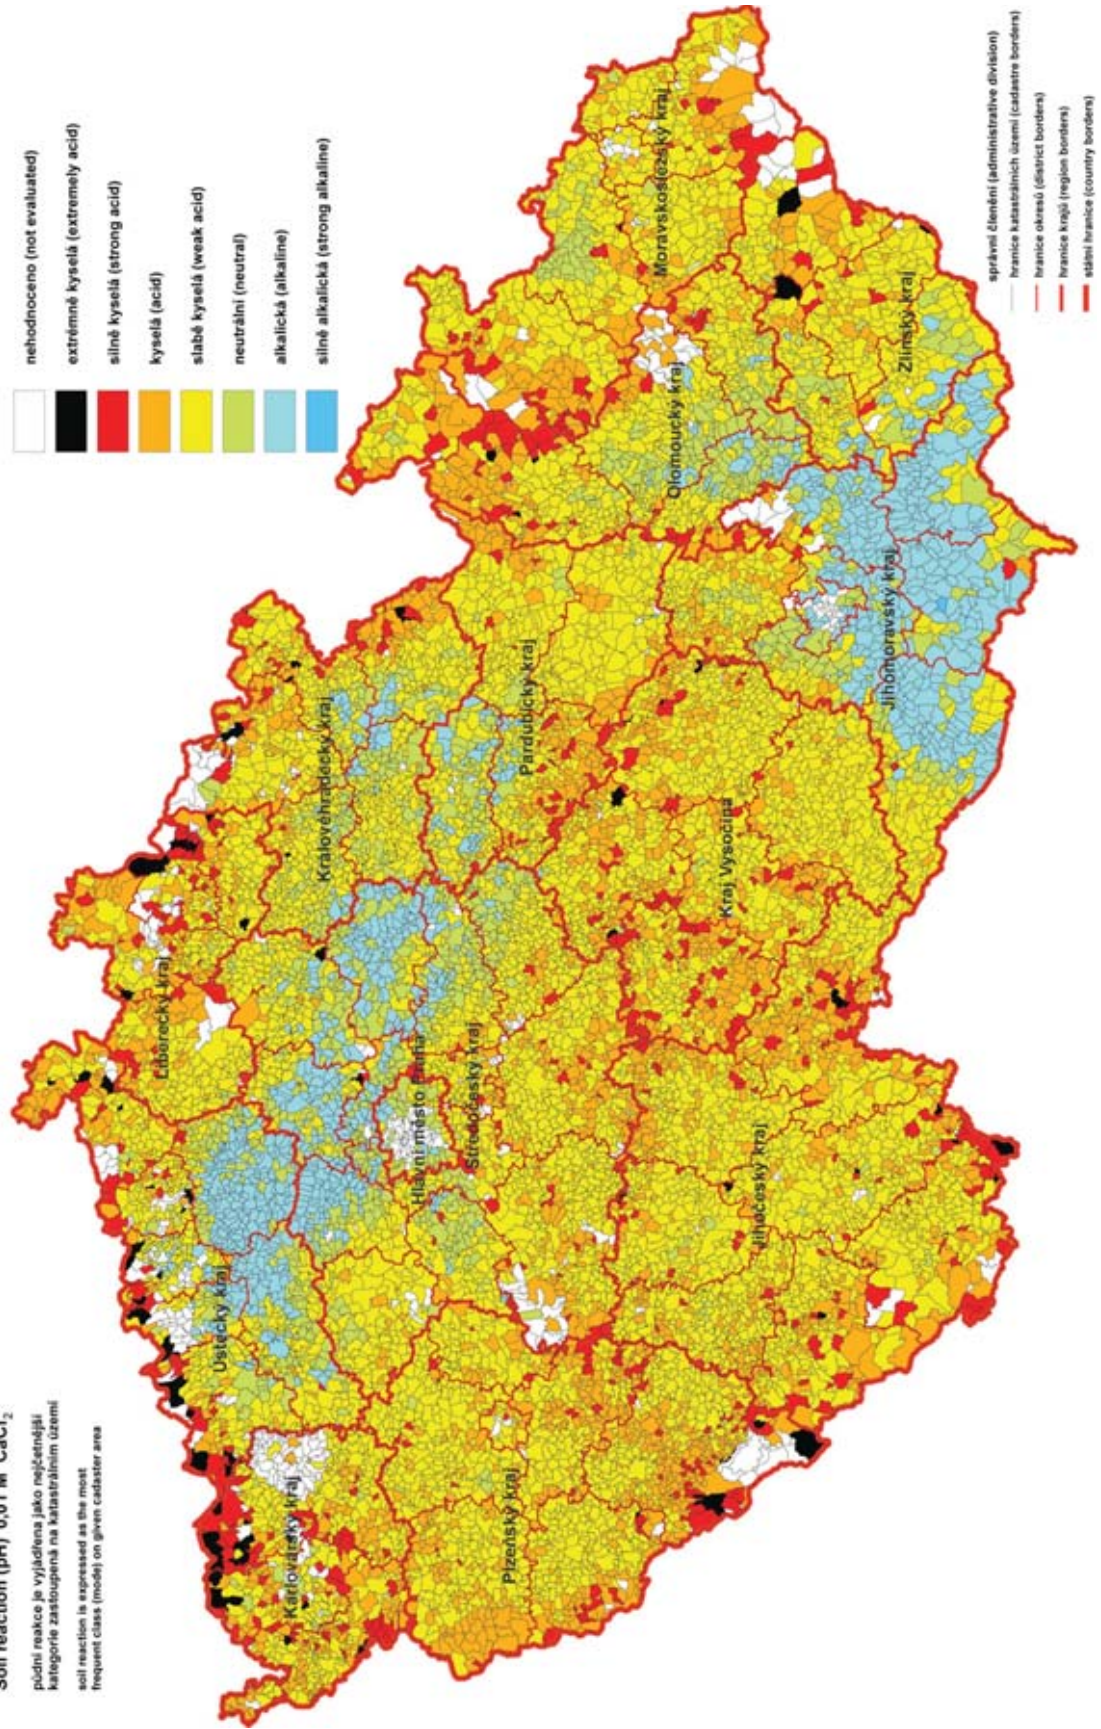 Soil reaction (pH) 0,01 M CaCl₂
půdní reakce je vyjádřena jako nejčetnější
kategorie zastoupená na katastrálním území
soil reaction is expressed as the most
frequent class (mode) on given cadaster area
nehodnoceno (not evaluated)
extrémně kyselá (extremely acid)
silně kyselá (strong acid)
kyselá (acid)
slabě kyselá (weak acid)
neutrální (neutral)
alkalická (alkaline)
silně alkalická (strong alkaline)
Karlovarský kraj
Ústecký kraj
Liberecký kraj
Královéhradecký kraj
Hlavní město Praha
Středočeský kraj
Pardubický kraj
Plzeňský kraj
Jihočeský kraj
Kraj Vysočina
Olomoucký kraj
Moravskoslezský kraj
Jihomoravský kraj
Zlínský kraj
správní členění (administrative division)
hranice katastrálních území (cadastre borders)
hranice okresů (district borders)
hranice krajů (region borders)
státní hranice (country borders)